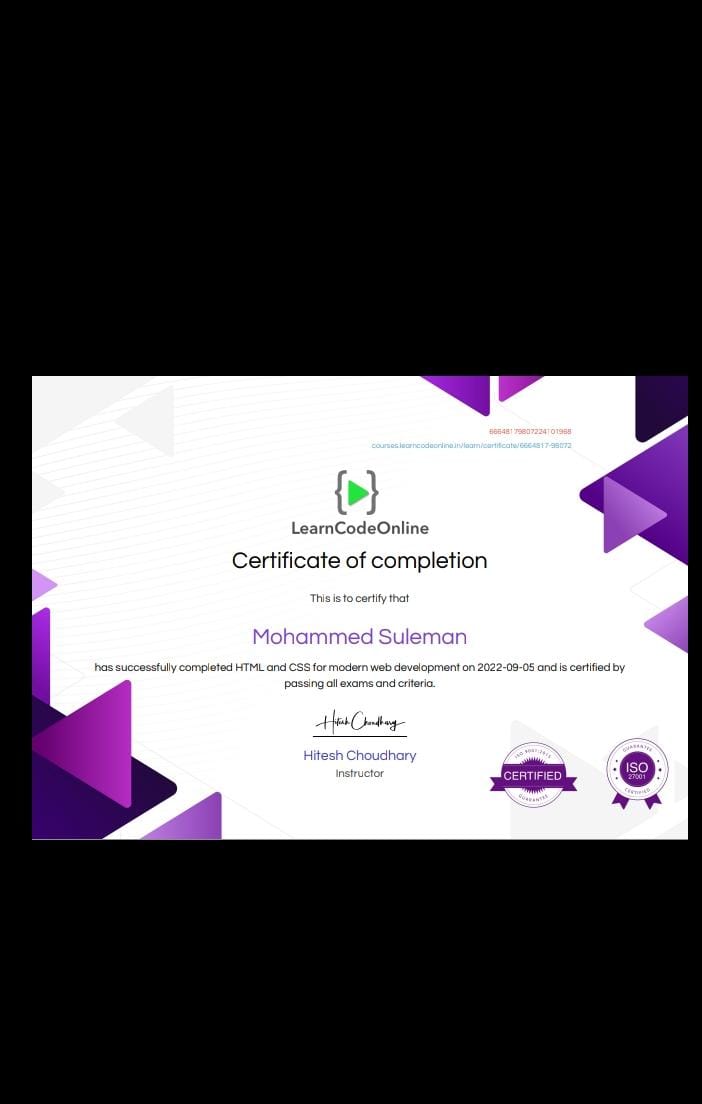 66648179807224101968
courses.learncodeonline.in/learn/certificate/6664817-98072
LearnCodeOnline
Certificate of completion
This is to certify that
Mohammed Suleman
has successfully completed HTML and CSS for modern web development on 2022-09-05 and is certified by
passing all exams and criteria.
Hitesh Choudhary
Hitesh Choudhary
Instructor
ISO 9001:2015
CERTIFIED
GUARANTEE
GUARANTEE
ISO
27001
CERTIFIED